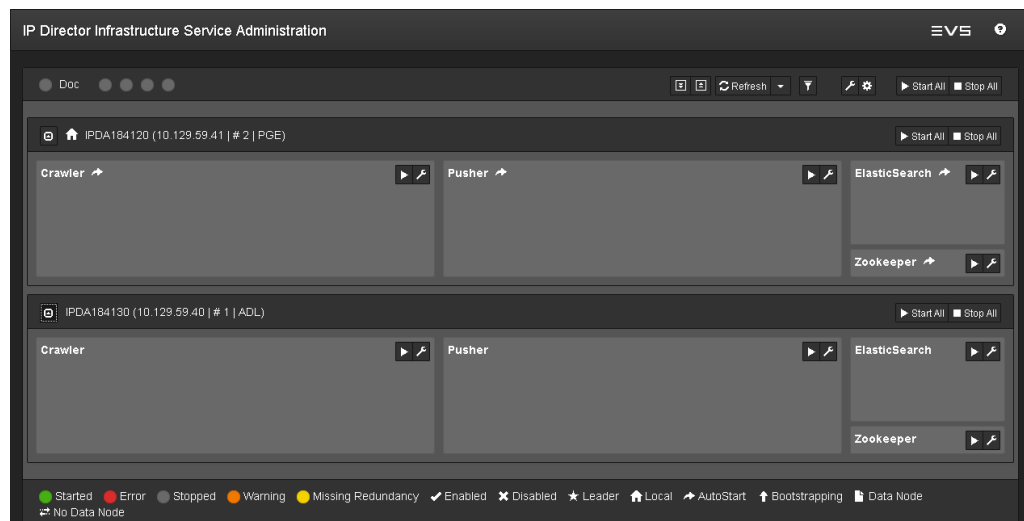 IP Director Infrastructure Service Administration
EVS
Doc
Refresh
Start All
Stop All
IPDA184120 (10.129.59.41 | # 2 | PGE)
Start All
Stop All
Crawler
Pusher
ElasticSearch
Zookeeper
IPDA184130 (10.129.59.40 | # 1 | ADL)
Start All
Stop All
Crawler
Pusher
ElasticSearch
Zookeeper
Started Error Stopped Warning Missing Redundancy Enabled Disabled Leader Local AutoStart Bootstrapping Data Node
No Data Node